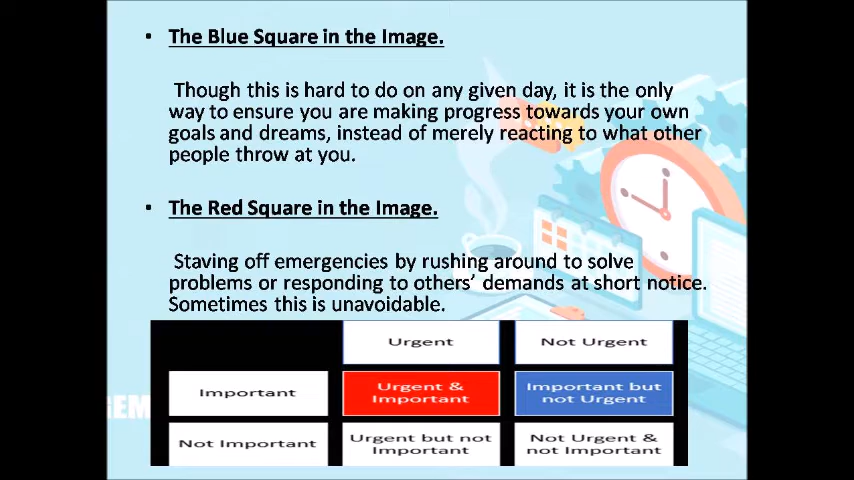 • The Blue Square in the Image.
Though this is hard to do on any given day, it is the only
way to ensure you are making progress towards your own
goals and dreams, instead of merely reacting to what other
people throw at you.
• The Red Square in the Image.
Staving off emergencies by rushing around to solve
problems or responding to others' demands at short notice.
Sometimes this is unavoidable.
Urgent
Not Urgent
Important
Urgent &
Important
Important but
not Urgent
Not Important
Urgent but not
Important
Not Urgent &
not Important